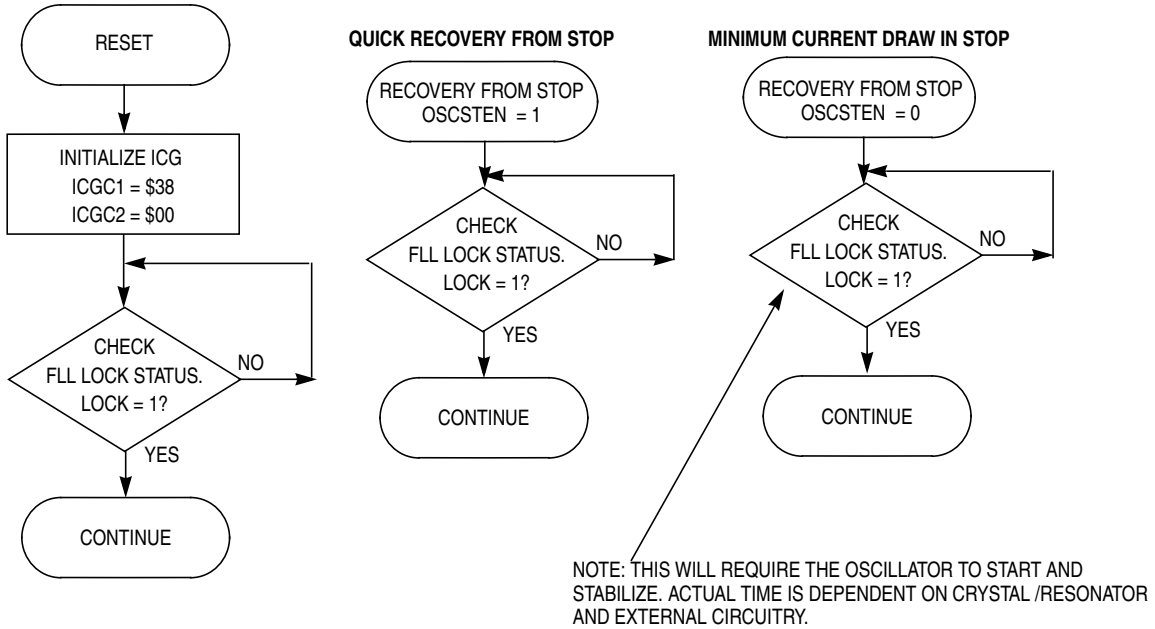 RESET
INITIALIZE ICG
ICGC1 = $38
ICGC2 = $00
CHECK
FLL LOCK STATUS.
LOCK = 1?
NO
YES
CONTINUE
QUICK RECOVERY FROM STOP
RECOVERY FROM STOP
OSCSTEN = 1
CHECK
FLL LOCK STATUS.
LOCK = 1?
NO
YES
CONTINUE
MINIMUM CURRENT DRAW IN STOP
RECOVERY FROM STOP
OSCSTEN = 0
CHECK
FLL LOCK STATUS.
LOCK = 1?
NO
YES
CONTINUE
NOTE: THIS WILL REQUIRE THE OSCILLATOR TO START AND
STABILIZE. ACTUAL TIME IS DEPENDENT ON CRYSTAL /RESONATOR
AND EXTERNAL CIRCUITRY.